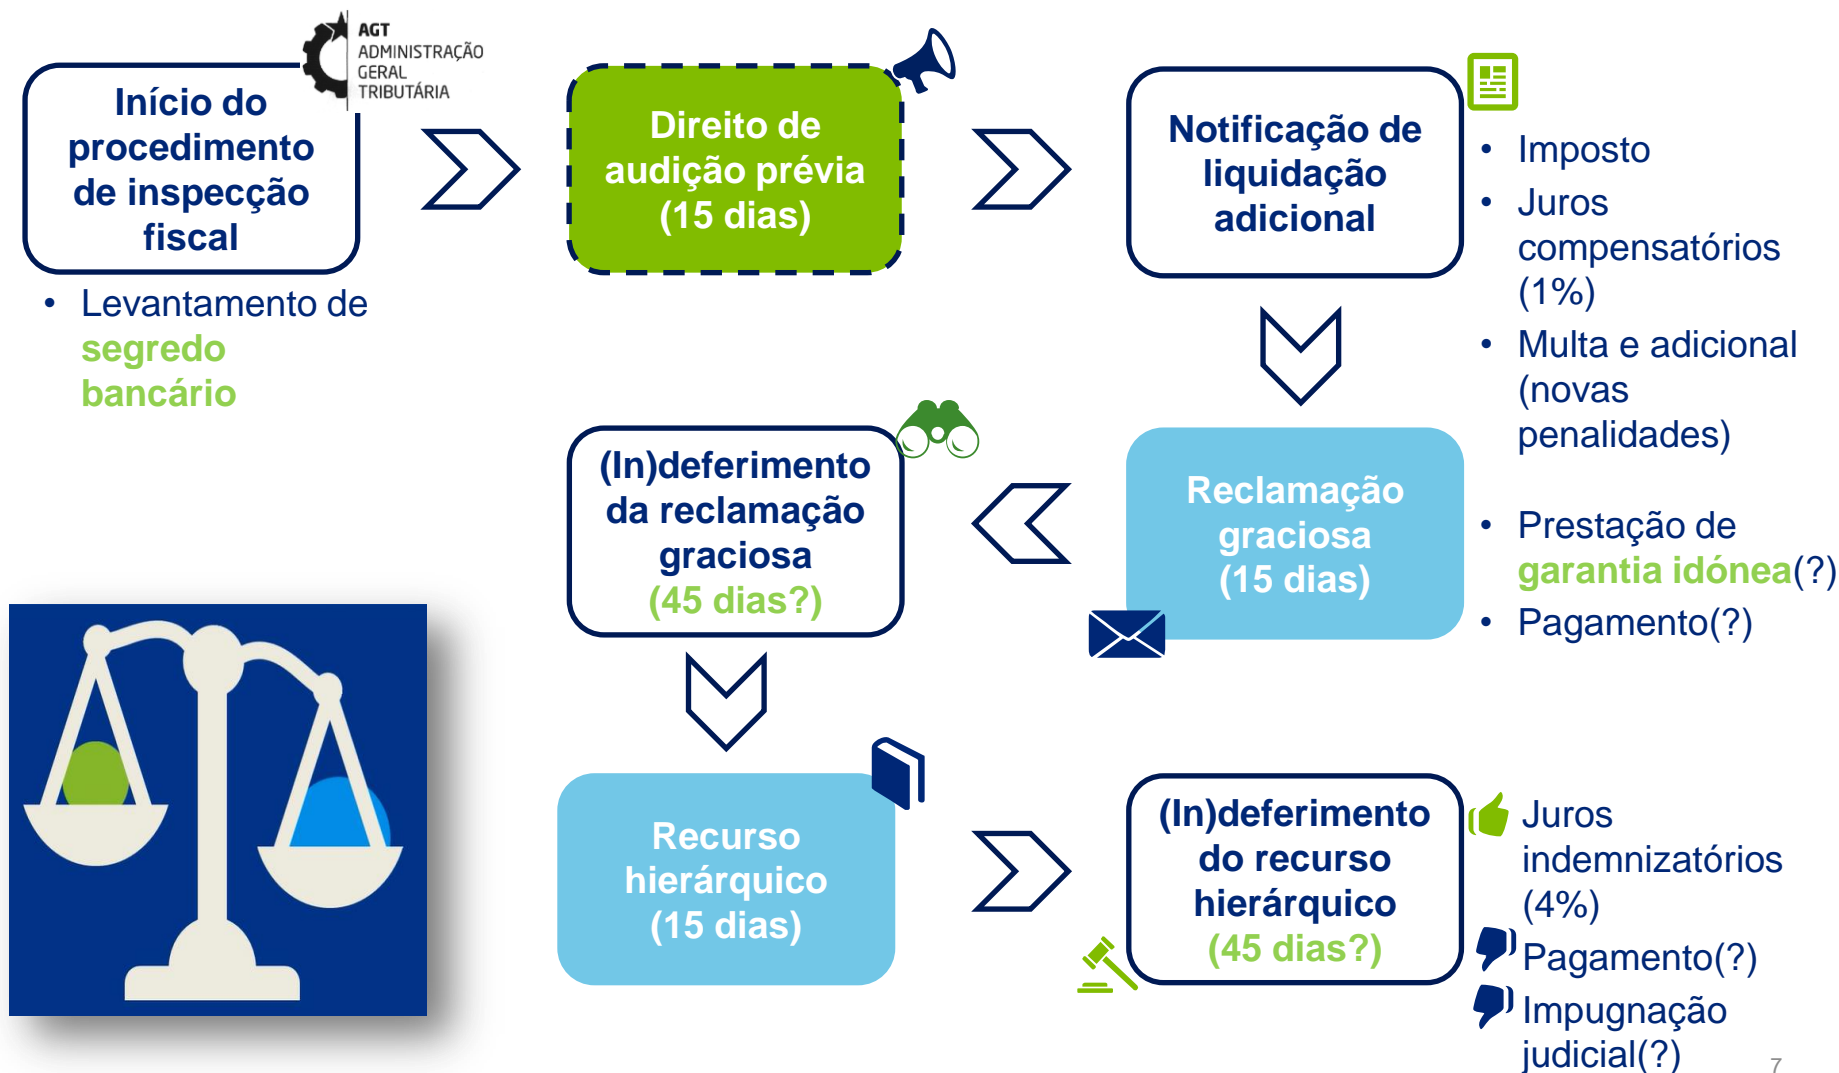 AGT
ADMINISTRAÇÃO
GERAL
TRIBUTÁRIA
Início do
procedimento
de inspecção
fiscal
• Levantamento de
segredo
bancário
Direito de
audição prévia
(15 dias)
Notificação de
liquidação
adicional
• Imposto
• Juros
compensatórios
(1%)
• Multa e adicional
(novas
penalidades)
Reclamação
graciosa
(15 dias)
• Prestação de
garantia idónea(?)
• Pagamento(?)
(In)deferimento
da reclamação
graciosa
(45 dias?)
Recurso
hierárquico
(15 dias)
(In)deferimento
do recurso
hierárquico
(45 dias?)
Juros
indemnizatórios
(4%)
Pagamento(?)
Impugnação
judicial(?)
7